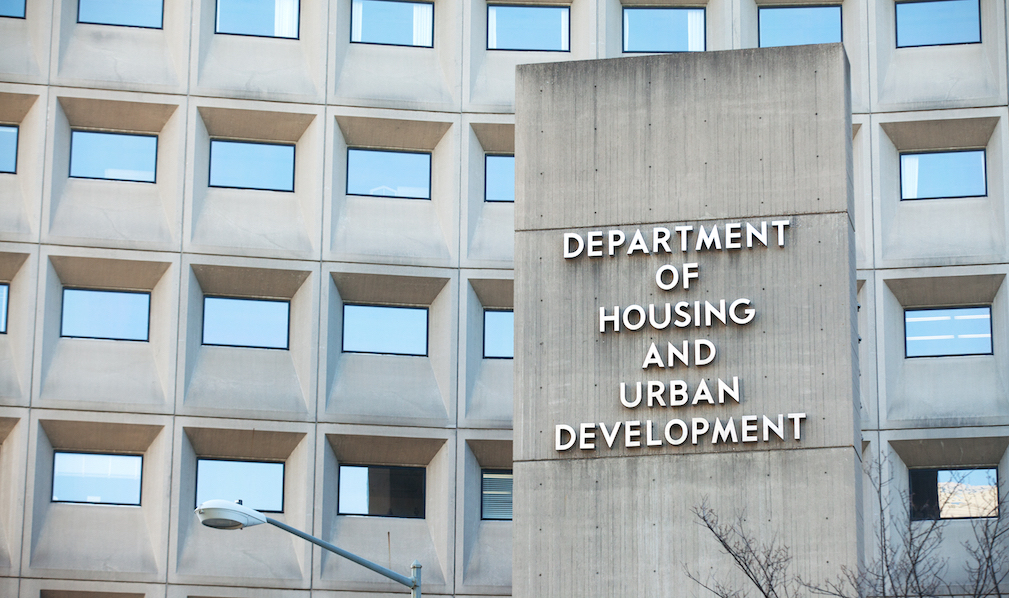 DEPARTMENT
OF
HOUSING
AND
URBAN
DEVELOPMENT